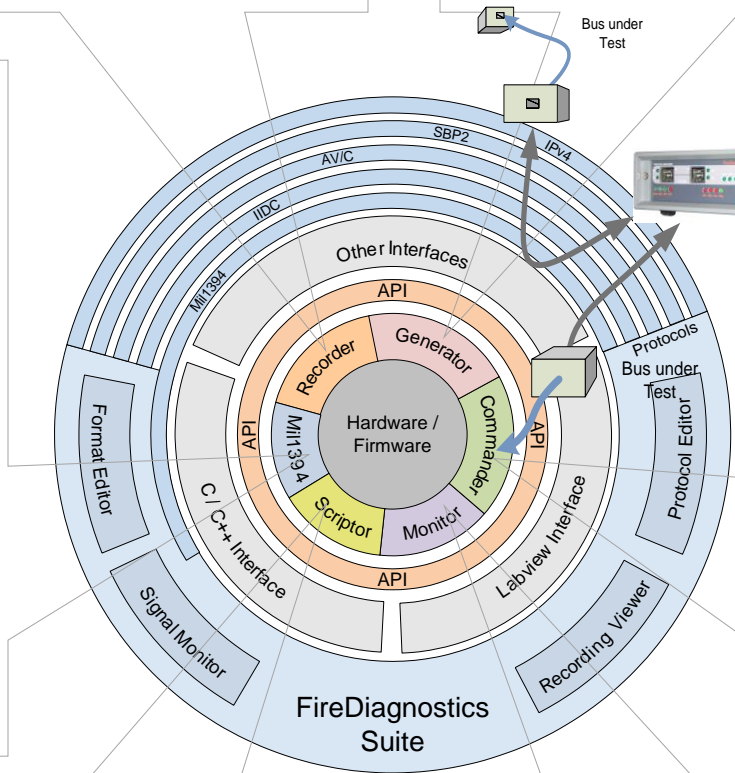 Bus under
Test
IPv4
SBP2
AV/C
IIDC
Mil1394
Protocols
Other Interfaces
API
Generator
Recorder
Bus under
Test
Hardware /
Firmware
Commander
API
API
Mil1394
Scriptor
Monitor
API
Format Editor
Protocol Editor
C / C++ Interface
Labview Interface
Signal Monitor
Recording Viewer
FireDiagnostics
Suite